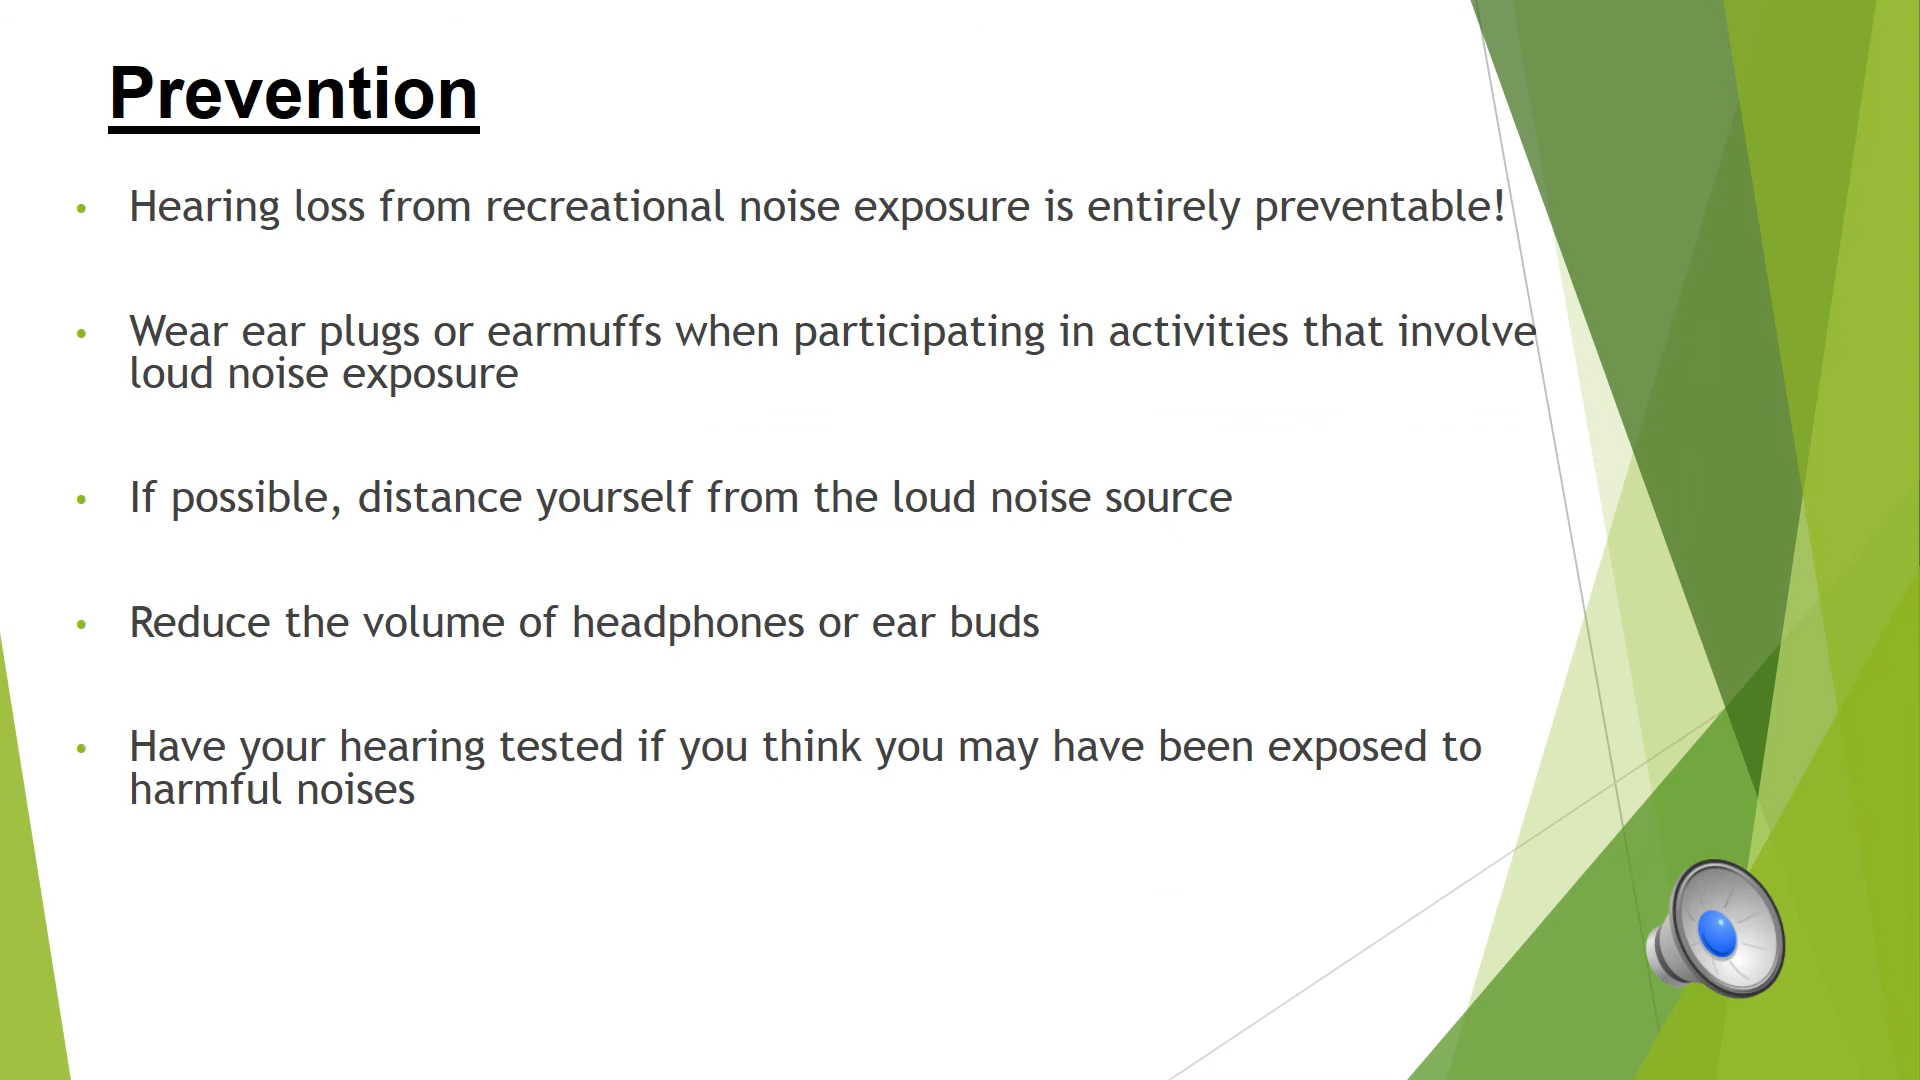 Prevention
• Hearing loss from recreational noise exposure is entirely preventable!
• Wear ear plugs or earmuffs when participating in activities that involve
loud noise exposure
• If possible, distance yourself from the loud noise source
• Reduce the volume of headphones or ear buds
• Have your hearing tested if you think you may have been exposed to
harmful noises